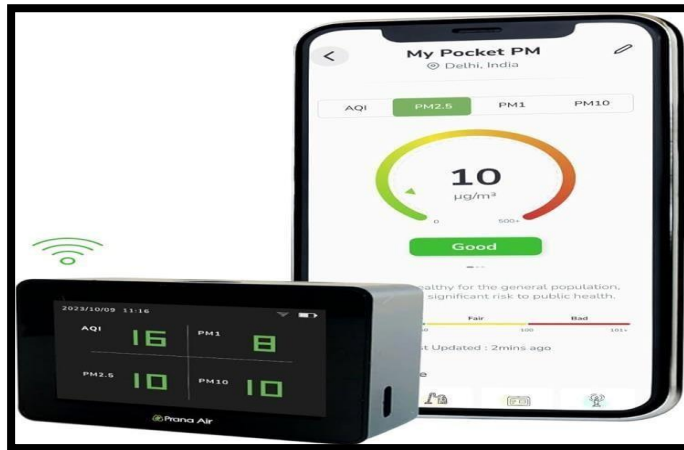 My Pocket PM
Delhi, India
AQI PM2.5 PM1 PM10
10
µg/m³
0 500+
Good
althy for the general population,
significant risk to public health.
Fair Bad
100 101+
t Updated : 2mins ago
2023/10/09 11:16
AQI 16 PM1 8
PM2.5 10 PM10 10
Prana Air